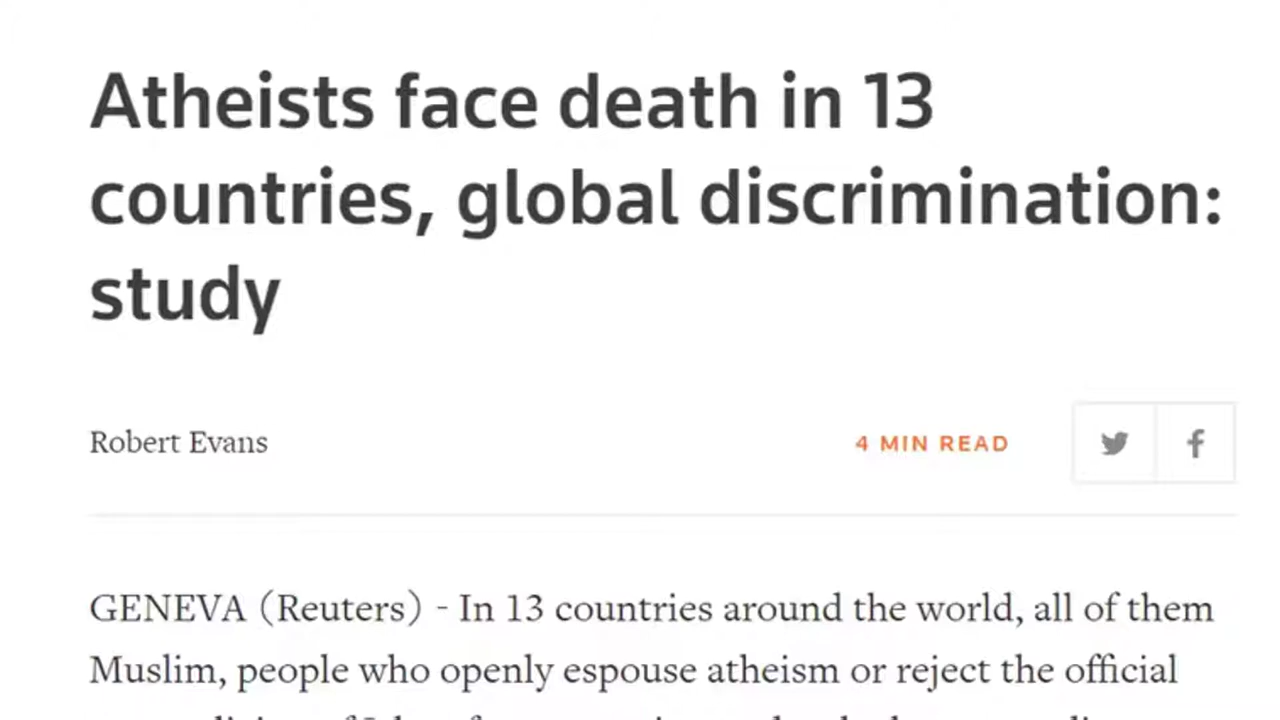 Atheists face death in 13
countries, global discrimination:
study
Robert Evans
4 MIN READ
GENEVA (Reuters) - In 13 countries around the world, all of them
Muslim, people who openly espouse atheism or reject the official